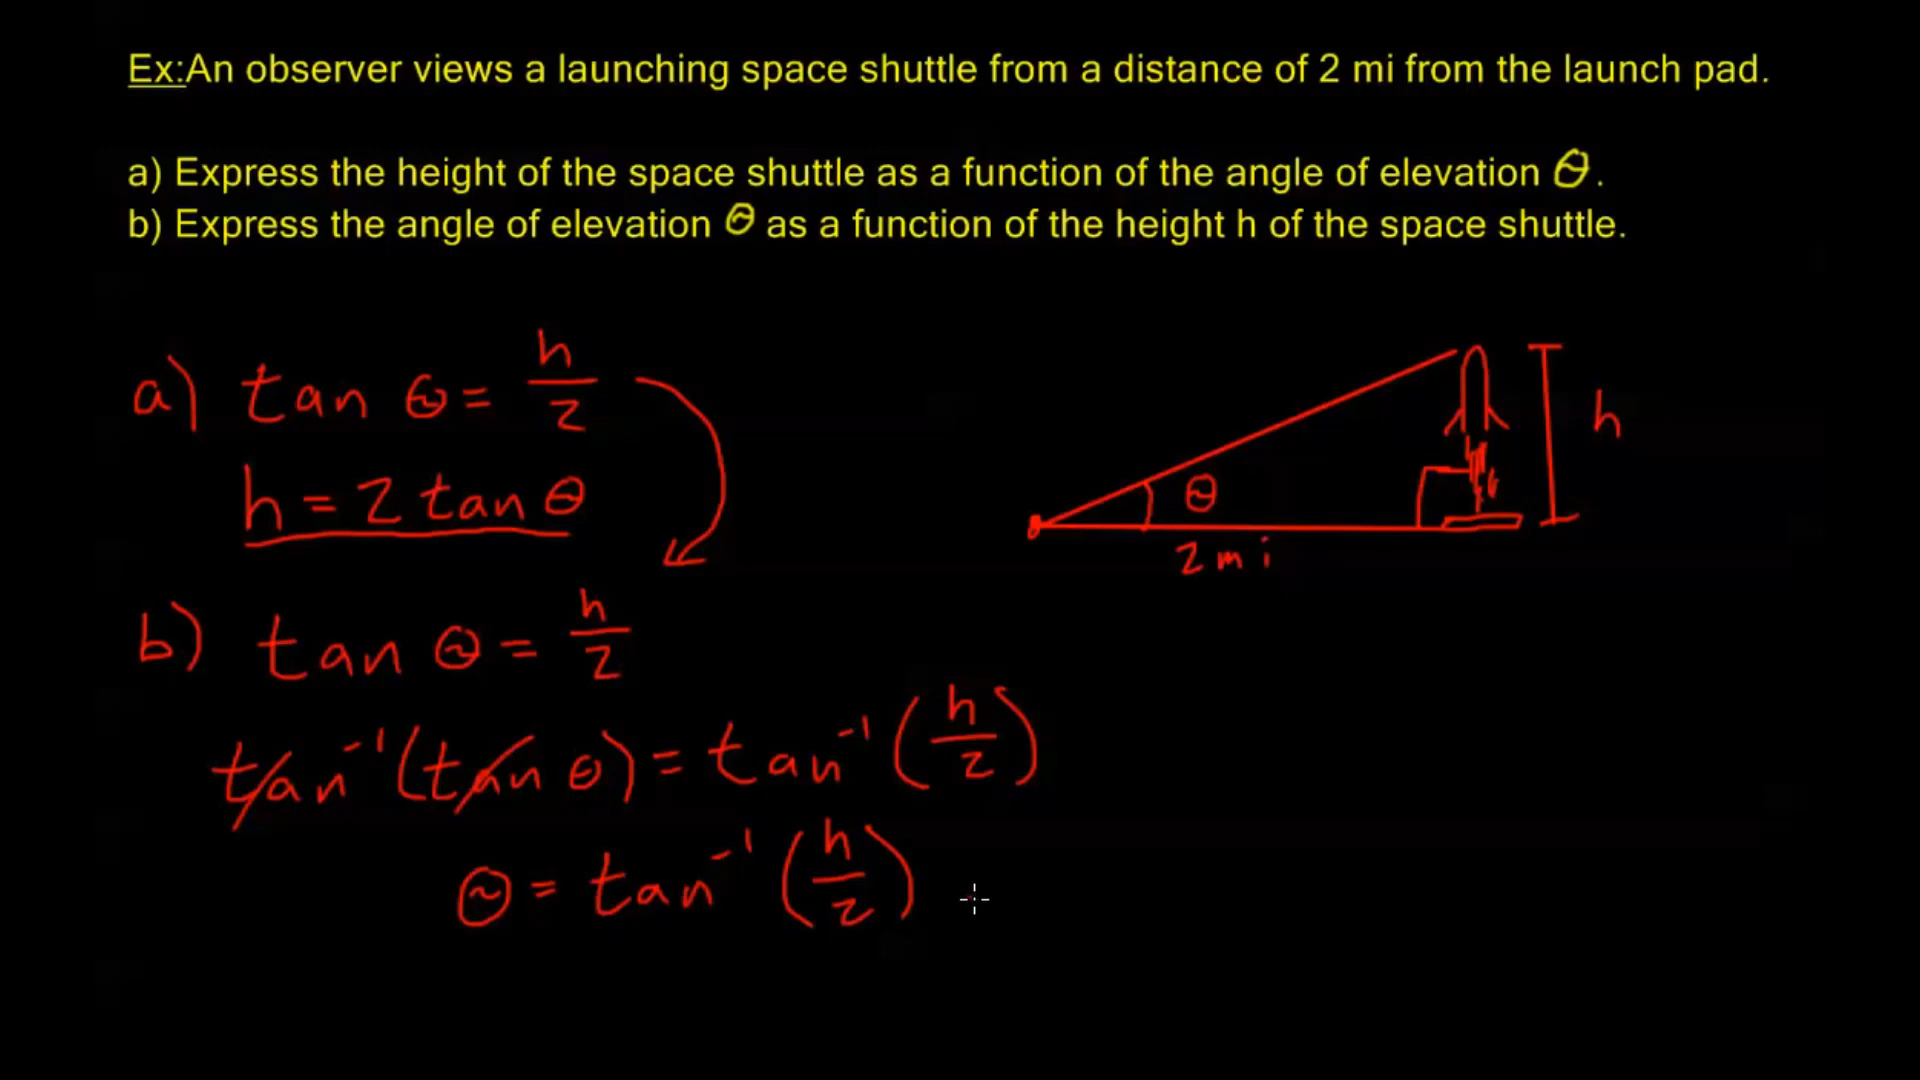 Ex:An observer views a launching space shuttle from a distance of 2 mi from the launch pad.
a) Express the height of the space shuttle as a function of the angle of elevation θ.
b) Express the angle of elevation θ as a function of the height h of the space shuttle.
a) tan θ = h/2
h = 2 tan θ
h
θ
2 mi
b) tan θ = h/2
tan⁻¹(tan θ) = tan⁻¹(h/2)
θ = tan⁻¹(h/2)